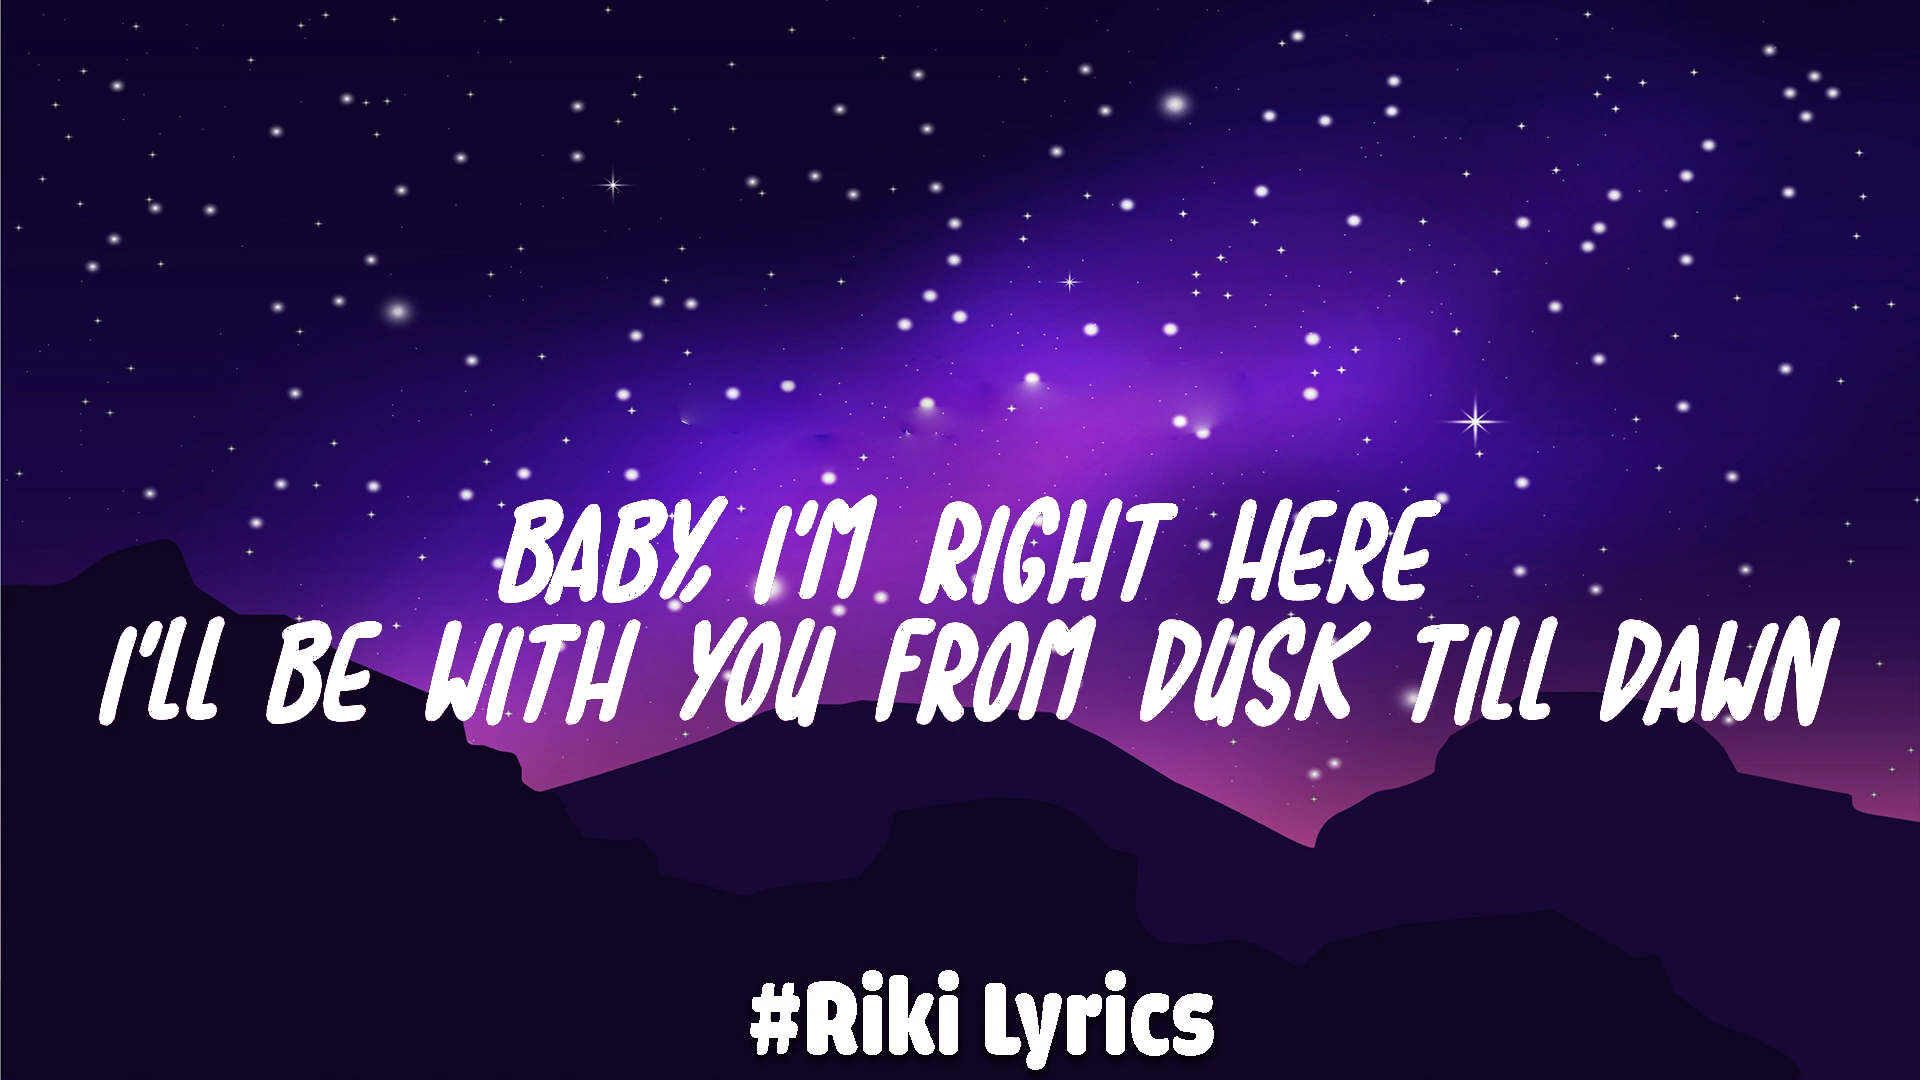 BABY, I'M RIGHT HERE
I'LL BE WITH YOU FROM DUSK TILL DAWN
#Riki Lyrics